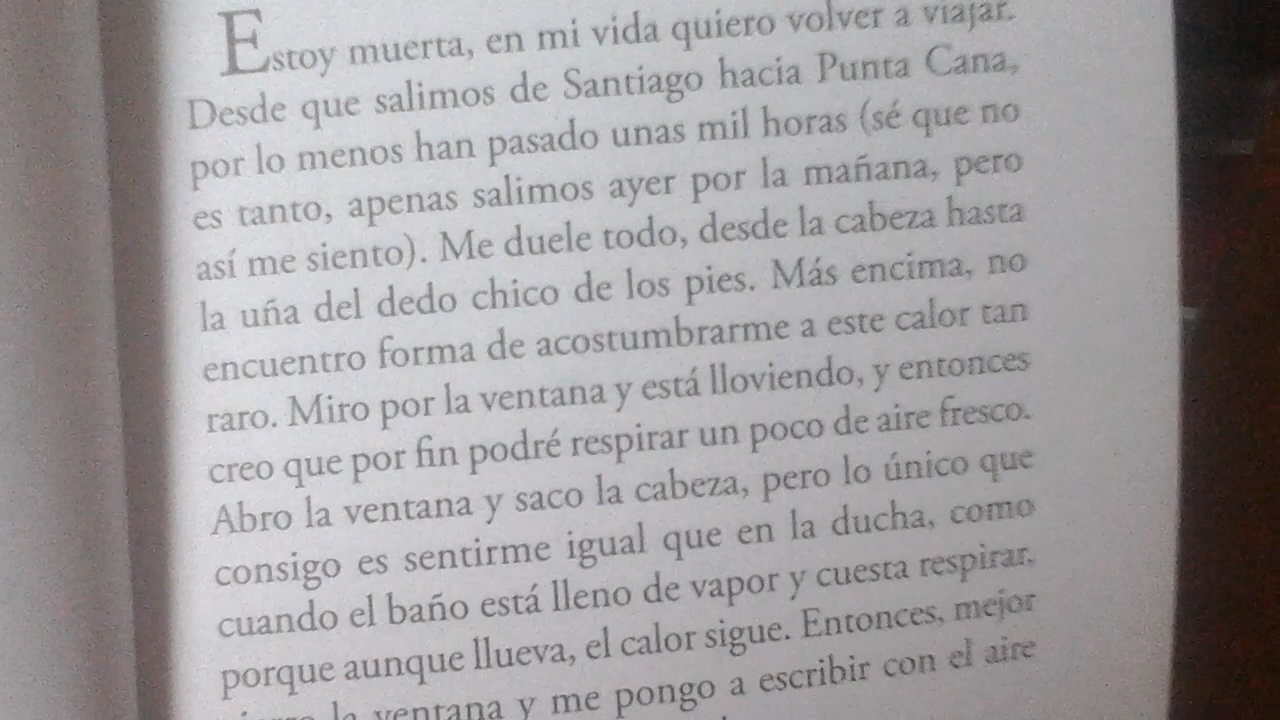 Estoy muerta, en mi vida quiero volver a viajar.
Desde que salimos de Santiago hacia Punta Cana,
por lo menos han pasado unas mil horas (sé que no
es tanto, apenas salimos ayer por la mañana, pero
así me siento). Me duele todo, desde la cabeza hasta
la uña del dedo chico de los pies. Más encima, no
encuentro forma de acostumbrarme a este calor tan
raro. Miro por la ventana y está lloviendo, y entonces
creo que por fin podré respirar un poco de aire fresco.
Abro la ventana y saco la cabeza, pero lo único que
consigo es sentirme igual que en la ducha, como
cuando el baño está lleno de vapor y cuesta respirar,
porque aunque llueva, el calor sigue. Entonces, mejor
la ventana y me pongo a escribir con el aire